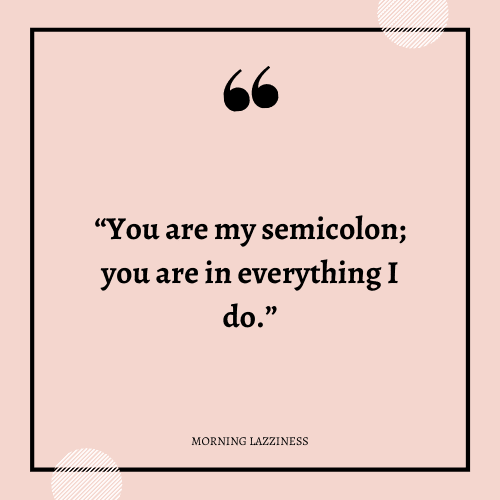 “
“You are my semicolon;
you are in everything I
do.”
MORNING LAZZINESS